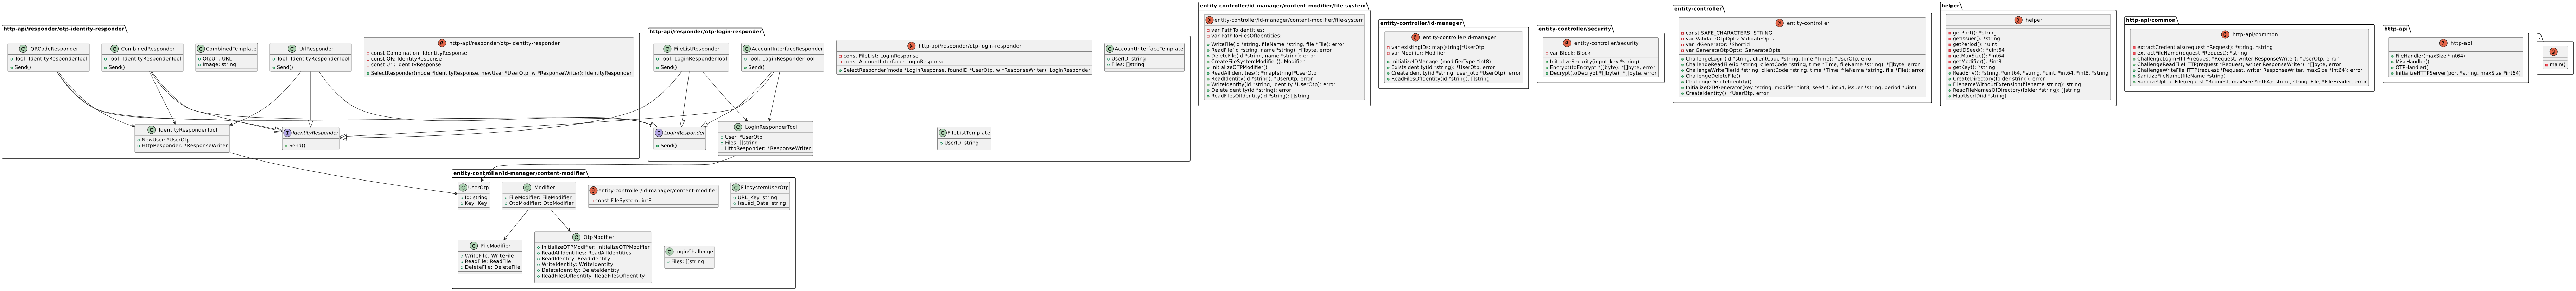 http-api/responder/otp-identity-responder
C QRCodeResponder
Tool: IdentityResponderTool
Send()
C CombinedResponder
Tool: IdentityResponderTool
Send()
C CombinedTemplate
OtpUrl: URL
Image: string
C UrlResponder
Tool: IdentityResponderTool
Send()
http-api/responder/otp-identity-responder
const Combination: IdentityResponse
const QR: IdentityResponse
const Url: IdentityResponse
SelectResponder(mode *IdentityResponse, newUser *UserOtp, w *ResponseWriter): IdentityResponder
C IdentityResponderTool
NewUser: *UserOtp
HttpResponder: *ResponseWriter
I IdentityResponder
Send()
http-api/responder/otp-login-responder
C FileListResponder
Tool: LoginResponderTool
Send()
C AccountInterfaceResponder
Tool: LoginResponderTool
Send()
http-api/responder/otp-login-responder
const FileList: LoginResponse
const AccountInterface: LoginResponse
SelectResponder(mode *LoginResponse, foundID *UserOtp, w *ResponseWriter): LoginResponder
C AccountInterfaceTemplate
UserID: string
Files: []string
I LoginResponder
Send()
C LoginResponderTool
User: *UserOtp
Files: []string
HttpResponder: *ResponseWriter
C FileListTemplate
UserID: string
entity-controller/id-manager/content-modifier
C UserOtp
Id: string
Key: Key
C Modifier
FileModifier: FileModifier
OtpModifier: OtpModifier
entity-controller/id-manager/content-modifier
const FileSystem: int8
C FilesystemUserOtp
URL_Key: string
Issued_Date: string
C FileModifier
WriteFile: WriteFile
ReadFile: ReadFile
DeleteFile: DeleteFile
C OtpModifier
InitializeOTPModifier: InitializeOTPModifier
ReadAllIdentities: ReadAllIdentities
ReadIdentity: ReadIdentity
WriteIdentity: WriteIdentity
DeleteIdentity: DeleteIdentity
ReadFilesOfIdentity: ReadFilesOfIdentity
C LoginChallenge
Files: []string
entity-controller/id-manager/content-modifier/file-system
entity-controller/id-manager/content-modifier/file-system
var PathToIdentities:
var PathToFilesOfIdentities:
WriteFile(id *string, fileName *string, file *File): error
ReadFile(id *string, name *string): *[]byte, error
DeleteFile(id *string, name *string): error
CreateFileSystemModifier(): Modifier
InitializeOTPModifier()
ReadAllIdentities(): *map[string]*UserOtp
ReadIdentity(id *string): *UserOtp, error
WriteIdentity(id *string, identity *UserOtp): error
DeleteIdentity(id *string): error
ReadFilesOfIdentity(id *string): []string
entity-controller/id-manager
entity-controller/id-manager
var existingIDs: map[string]*UserOtp
var Modifier: Modifier
InitializeIDManager(modifierType *int8)
ExistsIdentity(id *string): *UserOtp, error
CreateIdentity(id *string, user_otp *UserOtp): error
ReadFilesOfIdentity(id *string): []string
entity-controller/security
entity-controller/security
var Block: Block
InitializeSecurity(input_key *string)
Encrypt(toEncrypt *[]byte): *[]byte, error
Decrypt(toDecrypt *[]byte): *[]byte, error
entity-controller
entity-controller
const SAFE_CHARACTERS: STRING
var ValidateOtpOpts: ValidateOpts
var idGenerator: *Shortid
var GenerateOtpOpts: GenerateOpts
ChallengeLogin(id *string, clientCode *string, time *Time): *UserOtp, error
ChallengeReadFile(id *string, clientCode *string, time *Time, fileName *string): *[]byte, error
ChallengeWriteFile(id *string, clientCode *string, time *Time, fileName *string, file *File): error
ChallengeDeleteFile()
ChallengeDeleteIdentity()
InitializeOTPGenerator(key *string, modifier *int8, seed *uint64, issuer *string, period *uint)
CreateIdentity(): *UserOtp, error
helper
helper
getPort(): *string
getIssuer(): *string
getPeriod(): *uint
getIDSeed(): *uint64
getMaxSize(): *int64
getModifier(): *int8
getKey(): *string
ReadEnv(): *string, *uint64, *string, *uint, *int64, *int8, *string
CreateDirectory(folder string): error
FilenameWithoutExtension(filename string): string
ReadFileNamesOfDirectory(folder *string): []string
MapUserID(id *string)
http-api/common
http-api/common
extractCredentials(request *Request): *string, *string
extractFileName(request *Request): *string
ChallengeLoginHTTP(request *Request, writer ResponseWriter): *UserOtp, error
ChallengeReadFileHTTP(request *Request, writer ResponseWriter): *[]byte, error
ChallengeWriteFileHTTP(request *Request, writer ResponseWriter, maxSize *int64): error
SanitizeFileName(fileName *string)
SanitizeUploadFile(request *Request, maxSize *int64): string, string, File, *FileHeader, error
http-api
http-api
FileHandler(maxSize *int64)
MiscHandler()
OTPHandler()
InitializeHTTPServer(port *string, maxSize *int64)
main()